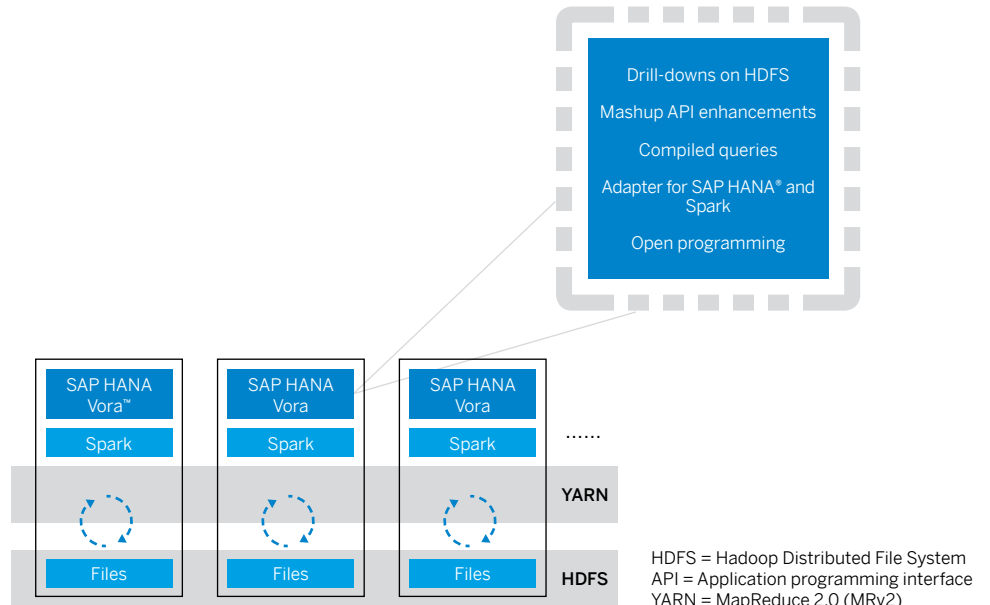 Drill-downs on HDFS
Mashup API enhancements
Compiled queries
Adapter for SAP HANA® and
Spark
Open programming
SAP HANA
Vora™
SAP HANA
Vora
SAP HANA
Vora
Spark
Spark
Spark
......
YARN
Files
Files
Files
HDFS
HDFS = Hadoop Distributed File System
API = Application programming interface
YARN = MapReduce 2.0 (MRv2)